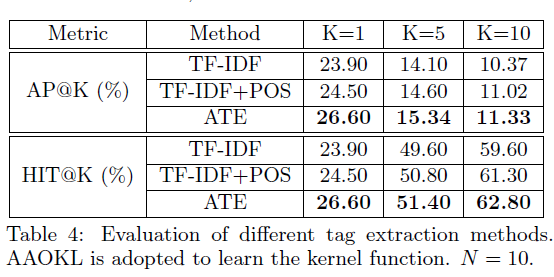 Metric Method K=1 K=5 K=10
TF-IDF 23.90 14.10 10.37
AP@K (%) TF-IDF+POS 24.50 14.60 11.02
ATE 26.60 15.34 11.33
TF-IDF 23.90 49.60 59.60
HIT@K (%) TF-IDF+POS 24.50 50.80 61.30
ATE 26.60 51.40 62.80
Table 4: Evaluation of different tag extraction methods.
AAOKL is adopted to learn the kernel function. N = 10.